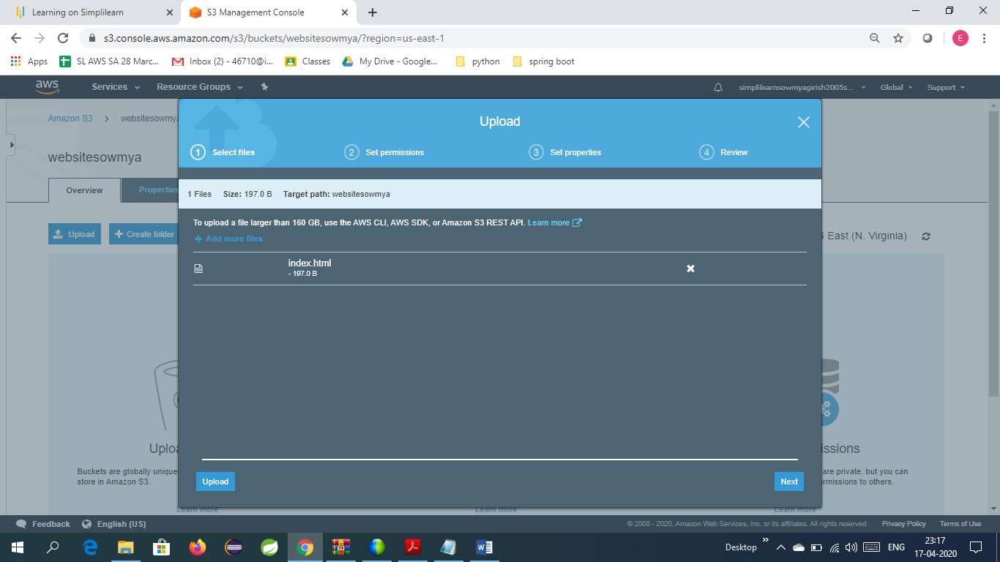 Learning on Simplilearn
S3 Management Console
s3.console.aws.amazon.com/s3/buckets/websitesowmya/?region=us-east-1
E
Apps
SL AWS SA 28 Marc...
Inbox (2) - 46710@i...
Classes
My Drive - Google...
python
spring boot
aws
Services
Resource Groups
simplilearnsowmyagirish2005s...
Global
Support
Amazon S3
websitesowmya
websitesowmya
Overview
Properties
Upload
Create folder
S East (N. Virginia)
Upload
1 Select files
2 Set permissions
3 Set properties
4 Review
1 Files Size: 197.0 B Target path: websitesowmya
To upload a file larger than 160 GB, use the AWS CLI, AWS SDK, or Amazon S3 REST API. Learn more
Add more files
index.html
- 197.0 B
Upload
Next
Buckets are globally unique
store in Amazon S3.
issions
are private, but you can
ermissions to others.
Learn more
Learn more
Learn more
Feedback
English (US)
© 2008 - 2020, Amazon Web Services, Inc. or its affiliates. All rights reserved.
Privacy Policy
Terms of Use
Desktop
ENG
23:17
17-04-2020